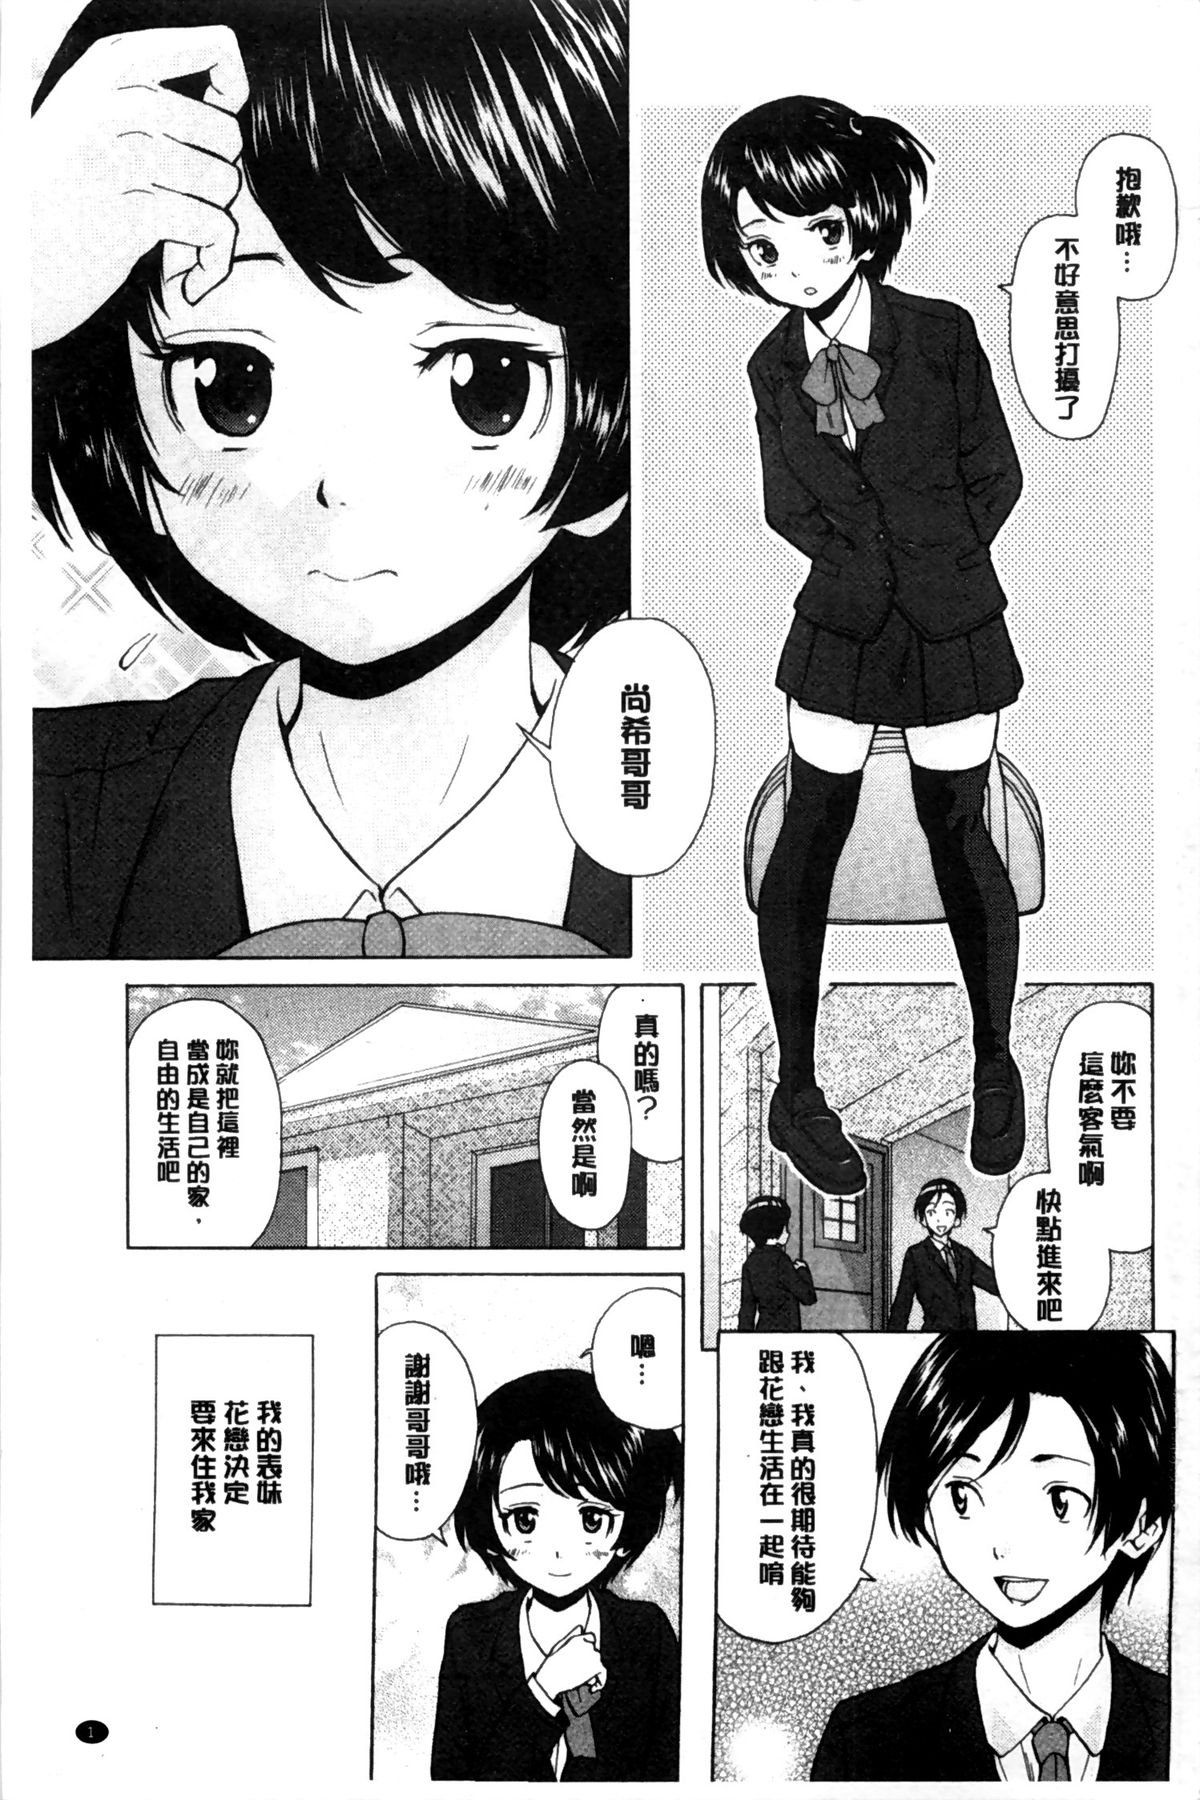 抱歉哦…
不好意思打擾了
尚希哥哥
妳不要
這麼客氣啊
快點進來吧
真的嗎？
當然是啊
妳就把這裡
當成是自己的家，
自由的生活吧
我、我真的很期待能夠
跟花戀生活在一起唷
嗯…
謝謝哥哥哦…
我的表妹
花戀決定
要來住我家
1